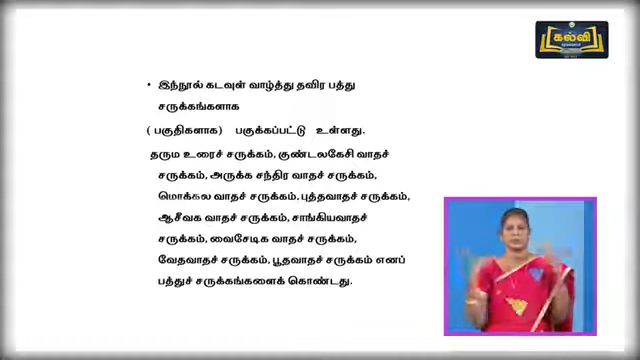 கல்வி
• இந்நூல் கடவுள் வாழ்த்து தவிர பத்து
சருக்கங்களாக
( பகுதிகளாக) பகுக்கப்பட்டு உள்ளது.
தரும உரைச் சருக்கம், குண்டலகேசி வாதச்
சருக்கம், அருக்க சந்திர வாதச் சருக்கம்,
மொக்கல வாதச் சருக்கம். புத்தவாதச் சருக்கம்,
ஆசீவக வாதச் சருக்கம், சாங்கியவாதச்
சருக்கம், வைசேடிக வாதச் சருக்கம்,
வேதவாதச் சருக்கம், பூதவாதச் சருக்கம் எனப்
பத்துச் சருக்கங்களைக் கொண்டது.